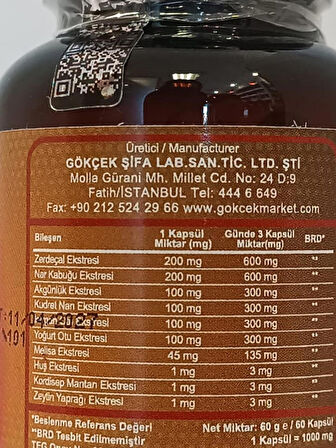 Üretici / Manufacturer
GÖKÇEK ŞİFA LAB.SAN.TİC. LTD. ŞTİ
Molla Gürani Mh. Millet Cd. No: 24 D:9
Fatih/İSTANBUL Tel: 444 6 649
Fax: +90 212 524 29 66 www.gokcekmarket.com
Bileşen 1 Kapsül Miktar (mg) Günde 3 Kapsül Miktar(mg) BRD*
Zerdeçal Ekstresi 200 mg 600 mg **
Nar Kabuğu Ekstresi 200 mg 600 mg **
Akgünlük Ekstresi 100 mg 300 mg **
Kudret Narı Ekstresi 100 mg 300 mg **
Ekstresi 100 mg 300 mg **
Yoğurt Otu Ekstresi 100 mg 300 mg **
Melisa Ekstresi 45 mg 135 mg **
Huş Ekstresi 1 mg 3 mg **
Kordisep Mantarı Ekstresi 1 mg 3 mg **
Zeytin Yaprağı Ekstresi 1 mg 3 mg **
*Beslenme Referans Değeri Net Miktar: 60 g e / 60 Kapsül
**BRD Tesbit Edilmemiştir 1 Kapsül = 1000 mg